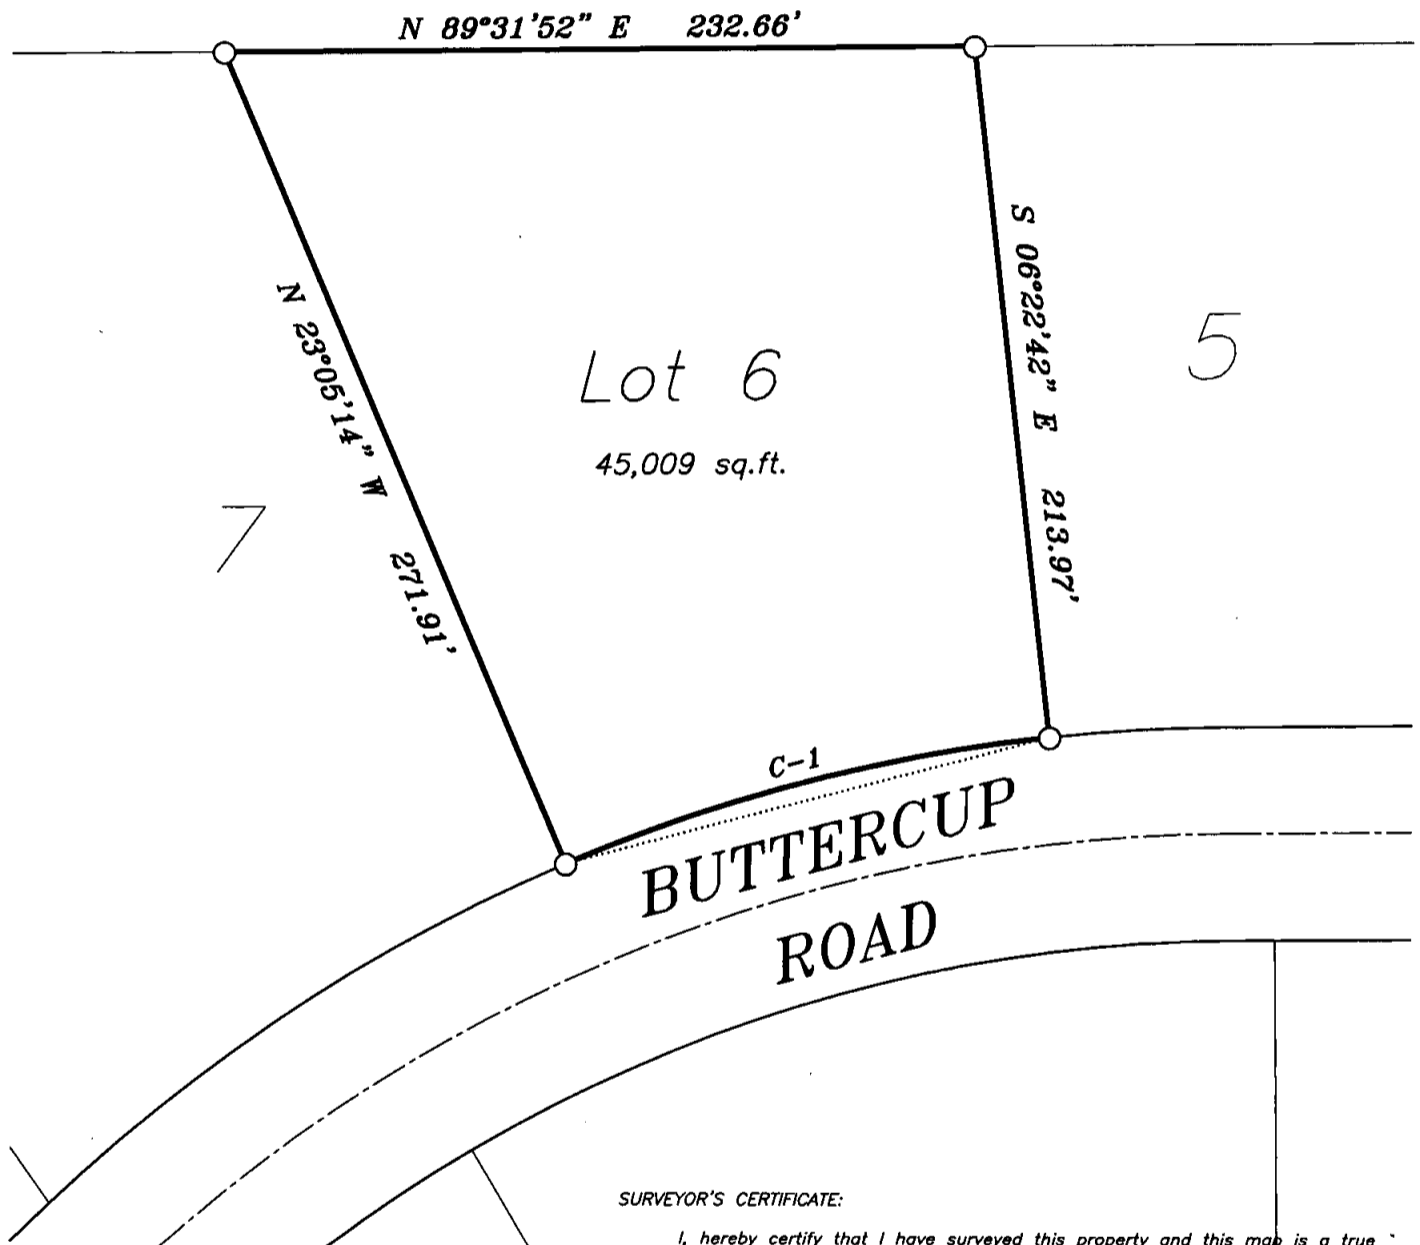 N 89°31'52" E 232.66'
S 06°22'42" E 213.97'
N 23°05'14" W 271.91'
Lot 6
45,009 sq.ft.
5
7
C-1
BUTTERCUP
ROAD
SURVEYOR'S CERTIFICATE:
I, hereby certify that I have surveyed this property and this map is a true